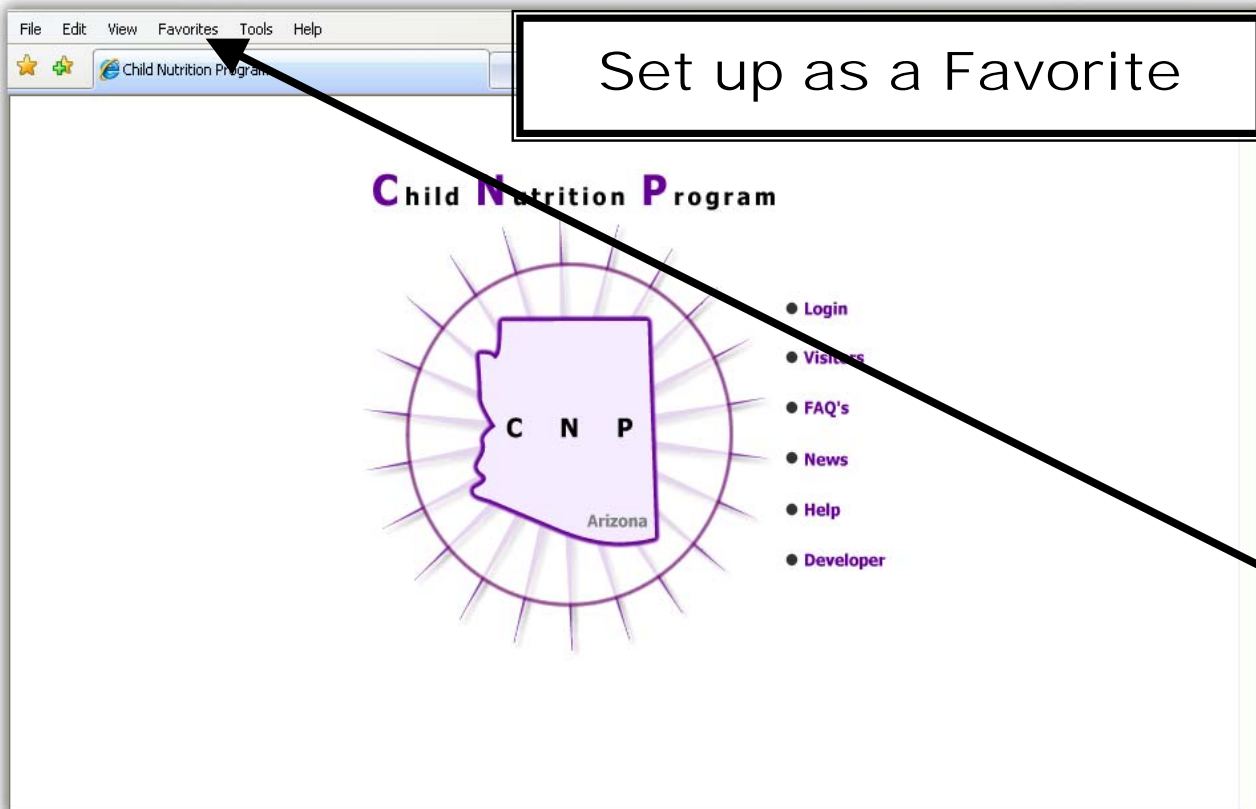 File Edit View Favorites Tools Help
Set up as a Favorite
Child Nutrition Program
Child Nutrition Program
Login
Visitors
FAQ's
C N P
News
Help
Arizona
Developer